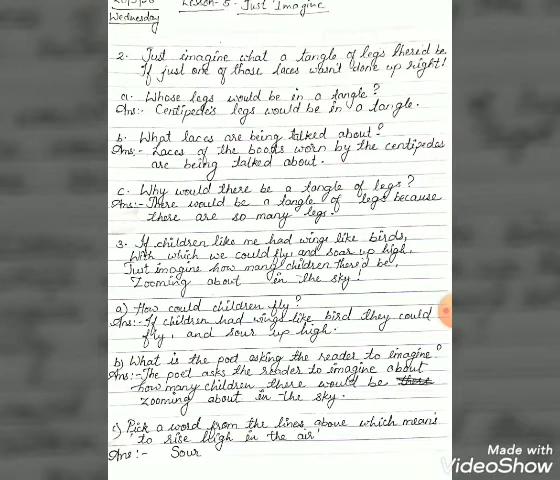 Lesson-5. Just Imagine
Wednesday
2. Just imagine what a tangle of legs there'd be
If just one of those laces wasn't done up right!
a. Whose legs would be in a tangle?
Ans:- Centipede's legs would be in a tangle.
b. What laces are being talked about?
Ans:- Laces of the boots worn by the centipedes
are being talked about.
c. Why would there be a tangle of legs?
Ans:- There would be a tangle of legs because
there are so many legs.
3. If children like me had wings like birds,
With which we could fly and soar up high,
Just imagine how many children there'd be,
Zooming about in the sky!
a) How could children fly?
Ans:- If children had wings like bird they could
fly, and sour up high.
b) What is the poet asking the reader to imagine?
Ans:- The poet asks the reader to imagine about
how many children there would be
zooming about in the sky.
c) 'Pick a word from the lines above which means
'to rise high in the air'
Ans:- Sour
Made with
VideoShow